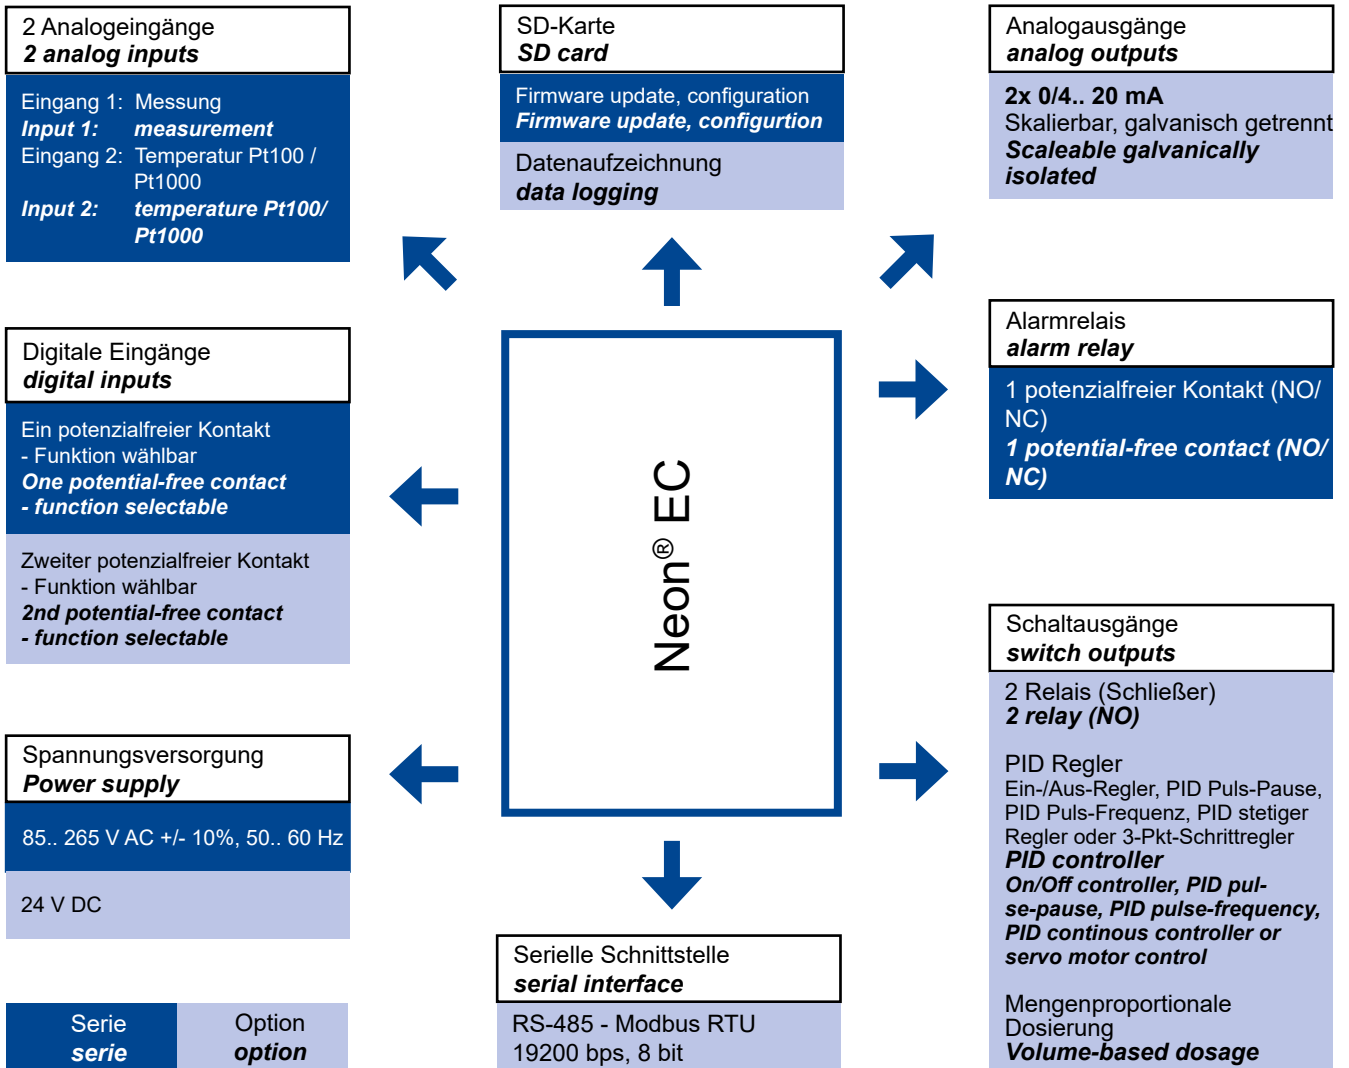 2 Analogeingänge
2 analog inputs
Eingang 1: Messung
Input 1: measurement
Eingang 2: Temperatur Pt100 /
Pt1000
Input 2: temperature Pt100/
Pt1000
SD-Karte
SD card
Firmware update, configuration
Firmware update, configurtion
Datenaufzeichnung
data logging
Analogausgänge
analog outputs
2x 0/4.. 20 mA
Skalierbar, galvanisch getrennt
Scaleable galvanically
isolated
Digitale Eingänge
digital inputs
Ein potenzialfreier Kontakt
- Funktion wählbar
One potential-free contact
- function selectable
Zweiter potenzialfreier Kontakt
- Funktion wählbar
2nd potential-free contact
- function selectable
Neon® EC
Alarmrelais
alarm relay
1 potenzialfreier Kontakt (NO/
NC)
1 potential-free contact (NO/
NC)
Schaltausgänge
switch outputs
2 Relais (Schließer)
2 relay (NO)
PID Regler
Ein-/Aus-Regler, PID Puls-Pause,
PID Puls-Frequenz, PID stetiger
Regler oder 3-Pkt-Schrittregler
PID controller
On/Off controller, PID pul-
se-pause, PID pulse-frequency,
PID continous controller or
servo motor control
Mengenproportionale
Dosierung
Volume-based dosage
Spannungsversorgung
Power supply
85.. 265 V AC +/- 10%, 50.. 60 Hz
24 V DC
Serielle Schnittstelle
serial interface
RS-485 - Modbus RTU
19200 bps, 8 bit
Serie
serie
Option
option